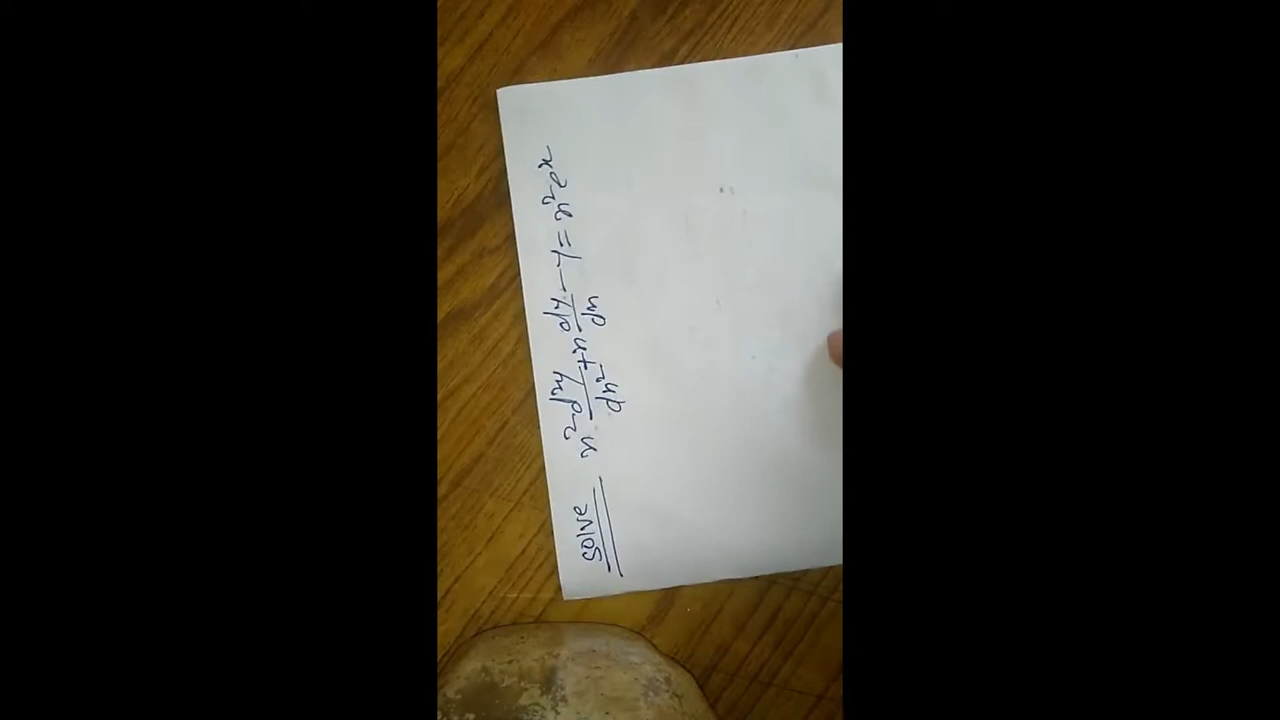 Solve x²d²y/dx² + x dy/dx - y = x²eˣ